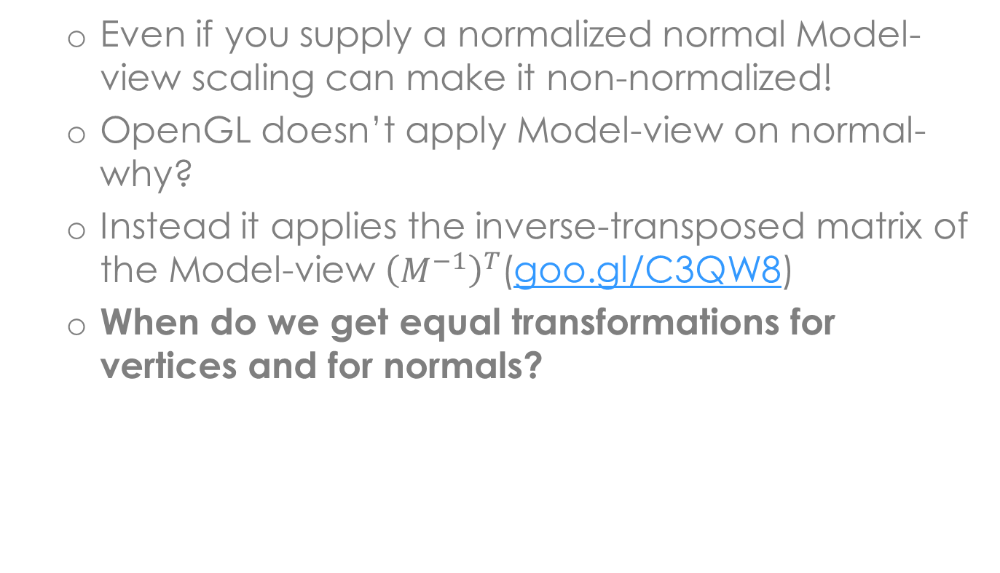 o Even if you supply a normalized normal Model-
view scaling can make it non-normalized!
o OpenGL doesn’t apply Model-view on normal-
why?
o Instead it applies the inverse-transposed matrix of
the Model-view (𝑀⁻¹)ᵀ(goo.gl/C3QW8)
o When do we get equal transformations for
vertices and for normals?